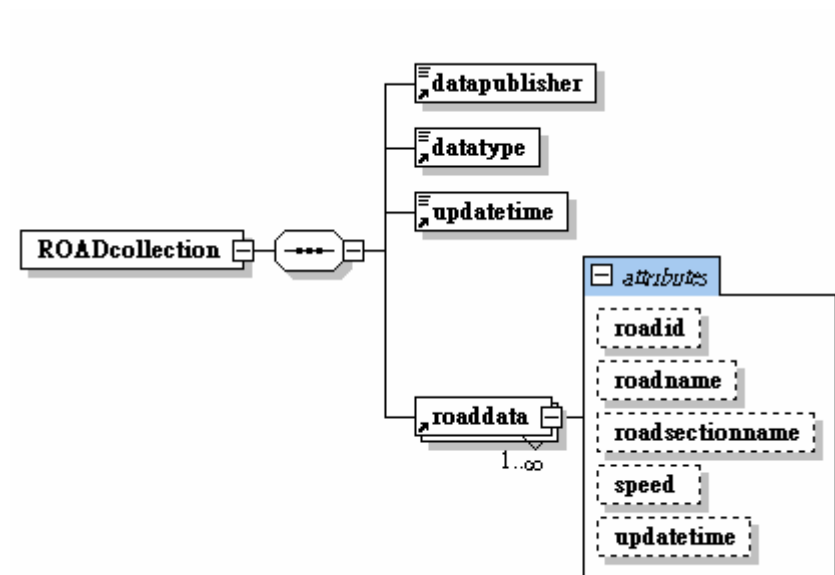 datapublisher
datatype
updatetime
ROADcollection
attributes
roadid
roadname
roaddata
roadsectionname
1..∞
speed
updatetime